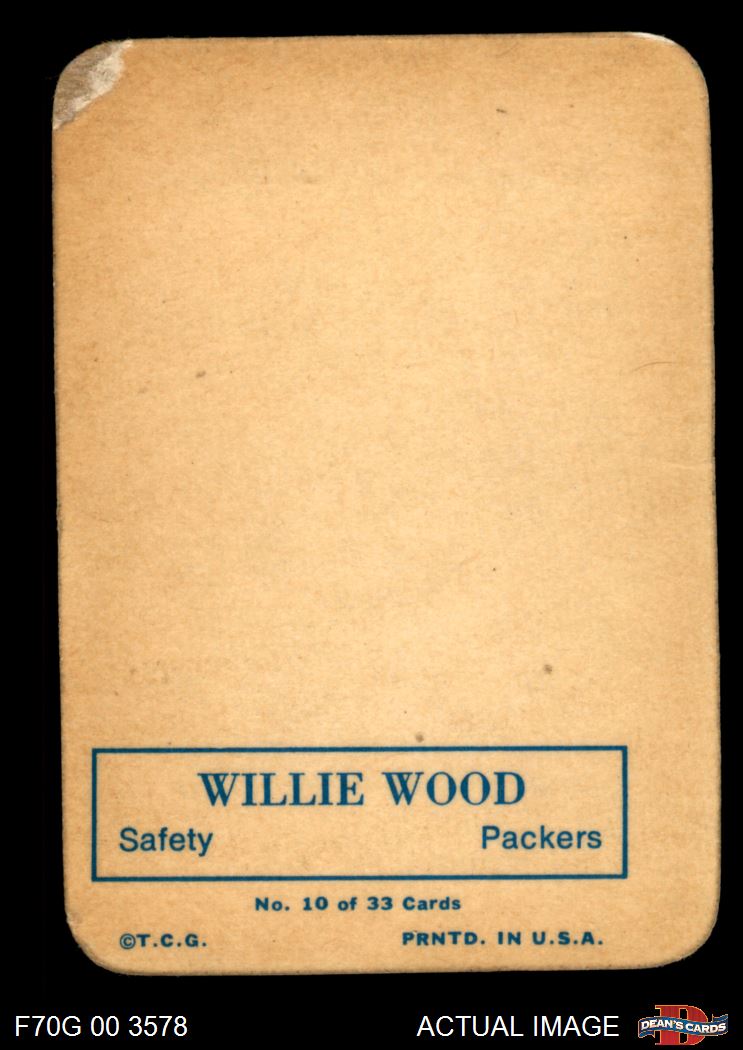 WILLIE WOOD
Safety Packers
No. 10 of 33 Cards
©T.C.G. PRNTD. IN U.S.A.
F70G 00 3578 ACTUAL IMAGE DEAN'S CARDS